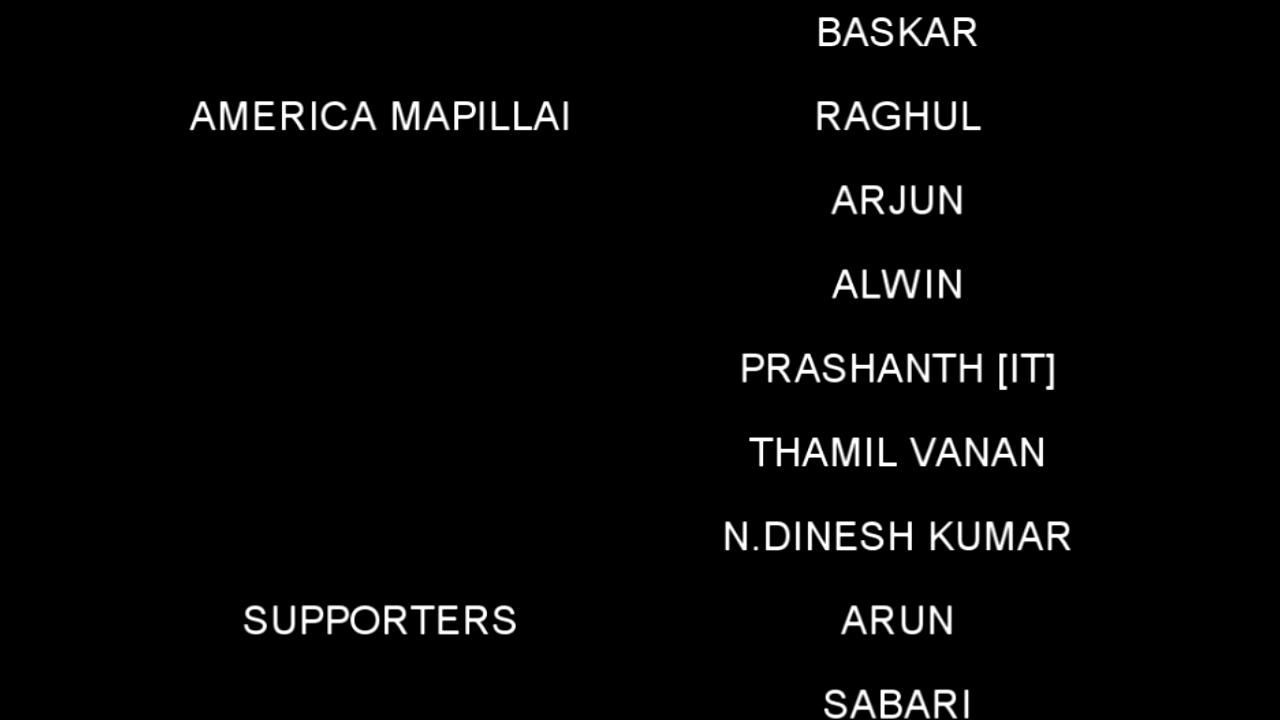 BASKAR
AMERICA MAPILLAI RAGHUL
ARJUN
ALWIN
PRASHANTH [IT]
THAMIL VANAN
N.DINESH KUMAR
SUPPORTERS ARUN
SABARI